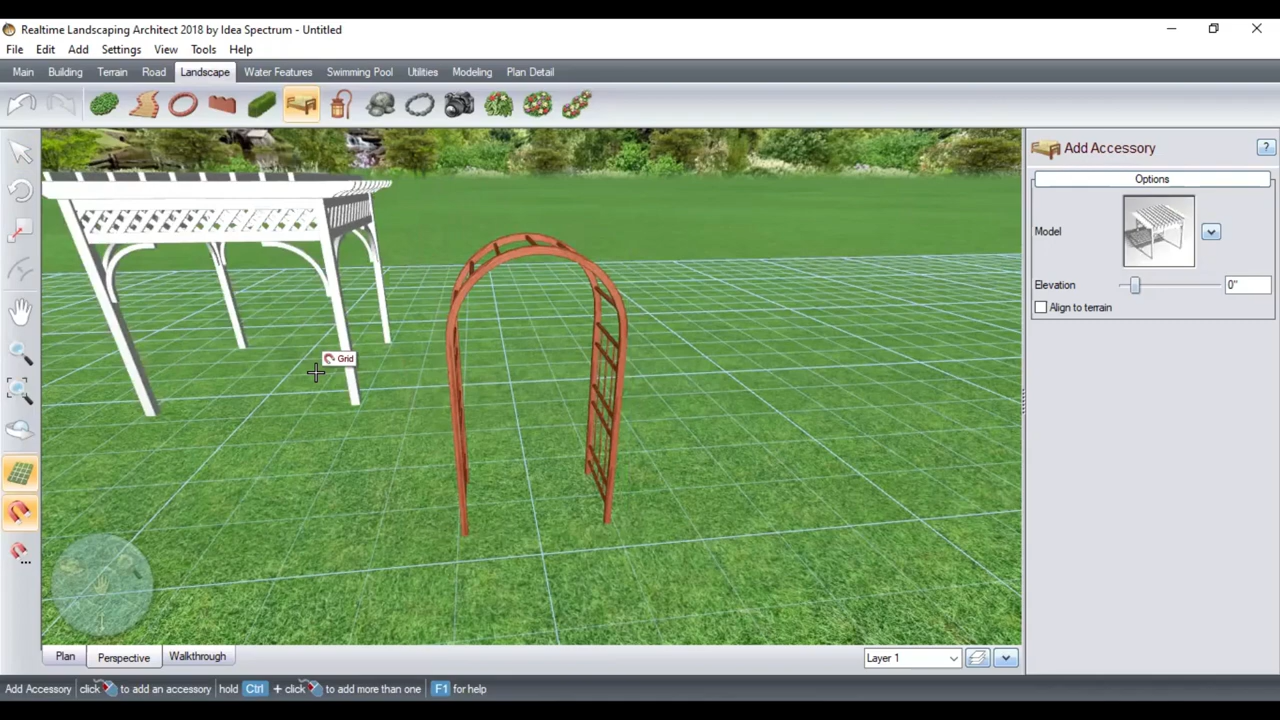 Realtime Landscaping Architect 2018 by Idea Spectrum - Untitled
File Edit Add Settings View Tools Help
Main Building Terrain Road Landscape Water Features Swimming Pool Utilities Modeling Plan Detail
Add Accessory ?
Options
Model
Elevation 0"
Align to terrain
Grid
Plan Perspective Walkthrough Layer 1
Add Accessory click to add an accessory hold Ctrl + click to add more than one F1 for help